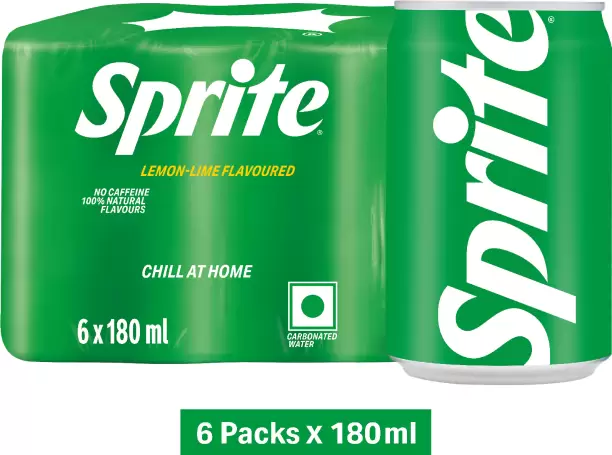 Sprite®
LEMON-LIME FLAVOURED
NO CAFFEINE
100% NATURAL
FLAVOURS
CHILL AT HOME
6 x 180 ml
CARBONATED
WATER
Sprite®
6 Packs X 180ml